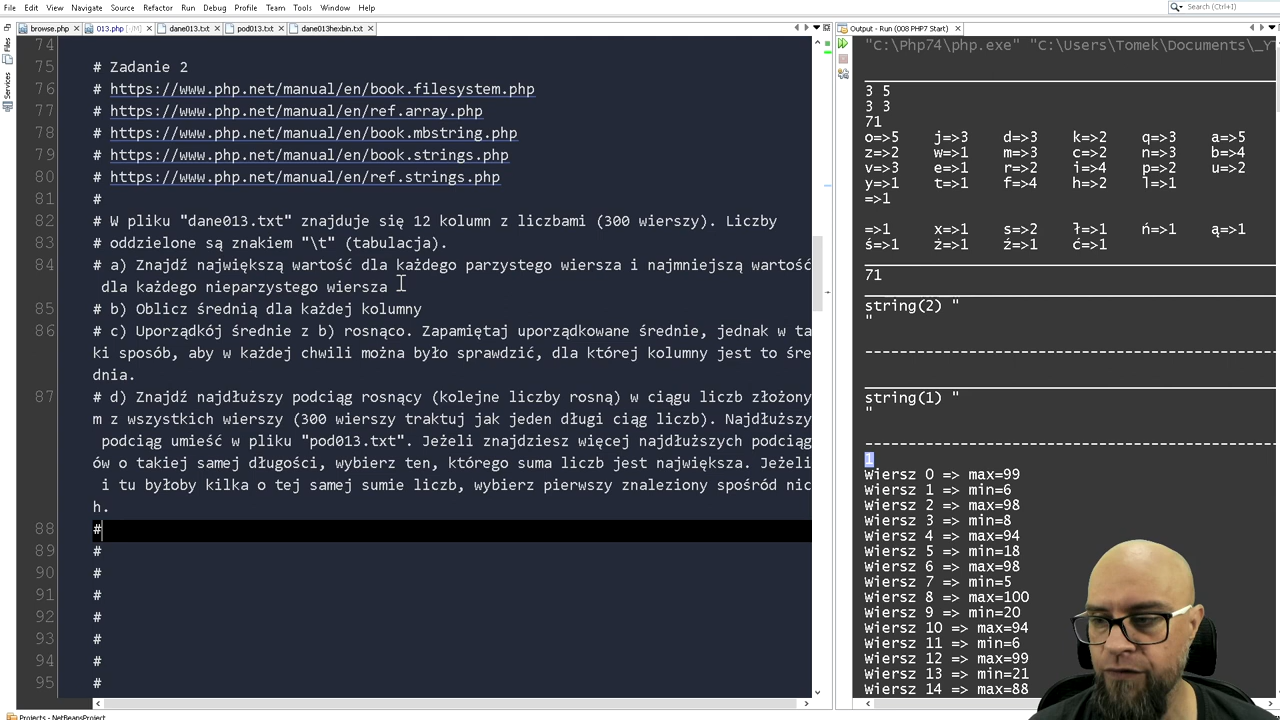 File Edit View Navigate Source Refactor Run Debug Profile Team Tools Window Help
Search (Ctrl+I)
browse.php 013.php [-/M] dane013.txt pod013.txt dane013hexbin.txt
Files
Services
74
75 # Zadanie 2
76 # https://www.php.net/manual/en/book.filesystem.php
77 # https://www.php.net/manual/en/ref.array.php
78 # https://www.php.net/manual/en/book.mbstring.php
79 # https://www.php.net/manual/en/book.strings.php
80 # https://www.php.net/manual/en/ref.strings.php
81 #
82 # W pliku "dane013.txt" znajduje się 12 kolumn z liczbami (300 wierszy). Liczby
83 # oddzielone są znakiem "\t" (tabulacja).
84 # a) Znajdź największą wartość dla każdego parzystego wiersza i najmniejszą wartość
dla każdego nieparzystego wiersza
85 # b) Oblicz średnią dla każdej kolumny
86 # c) Uporządkój średnie z b) rosnąco. Zapamiętaj uporządkowane średnie, jednak w ta
ki sposób, aby w każdej chwili można było sprawdzić, dla której kolumny jest to śre
dnia.
87 # d) Znajdź najdłuższy podciąg rosnący (kolejne liczby rosną) w ciągu liczb złożony
m z wszystkich wierszy (300 wierszy traktuj jak jeden długi ciąg liczb). Najdłuższy
podciąg umieść w pliku "pod013.txt". Jeżeli znajdziesz więcej najdłuższych podciąg
ów o takiej samej długości, wybierz ten, którego suma liczb jest największa. Jeżeli
i tu byłoby kilka o tej samej sumie liczb, wybierz pierwszy znaleziony spośród nic
h.
88 #
89 #
90 #
91 #
92 #
93 #
94 #
95 #
Projects - NetBeansProject
Output - Run (008 PHP7 Start)
"C:\Php74\php.exe" "C:\Users\Tomek\Documents\_YT
3 5
3 3
71
o=>5 j=>3 d=>3 k=>2 q=>3 a=>5
z=>2 w=>1 m=>3 c=>2 n=>3 b=>4
v=>3 e=>1 r=>2 i=>4 p=>2 u=>2
y=>1 t=>1 f=>4 h=>2 l=>1
=>1
=>1 x=>1 s=>2 ł=>1 ń=>1 ą=>1
ś=>1 ż=>1 ź=>1 ć=>1
71
string(2) "
"
string(1) "
"
1
Wiersz 0 => max=99
Wiersz 1 => min=6
Wiersz 2 => max=98
Wiersz 3 => min=8
Wiersz 4 => max=94
Wiersz 5 => min=18
Wiersz 6 => max=98
Wiersz 7 => min=5
Wiersz 8 => max=100
Wiersz 9 => min=20
Wiersz 10 => max=94
Wiersz 11 => min=6
Wiersz 12 => max=99
Wiersz 13 => min=21
Wiersz 14 => max=88